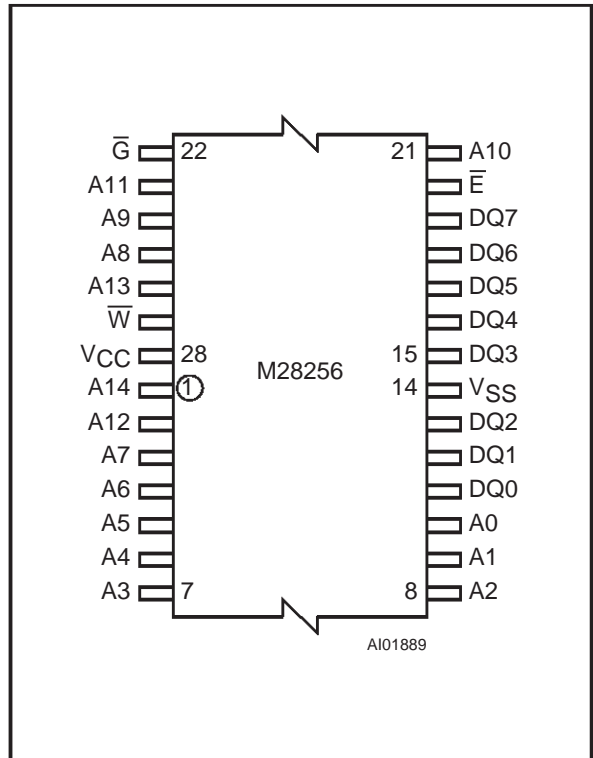 G̅ 22 21 A10
A11 E̅
A9 DQ7
A8 DQ6
A13 DQ5
W̅ DQ4
VCC 28 15 DQ3
M28256
A14 1 14 VSS
A12 DQ2
A7 DQ1
A6 DQ0
A5 A0
A4 A1
A3 7 8 A2
AI01889